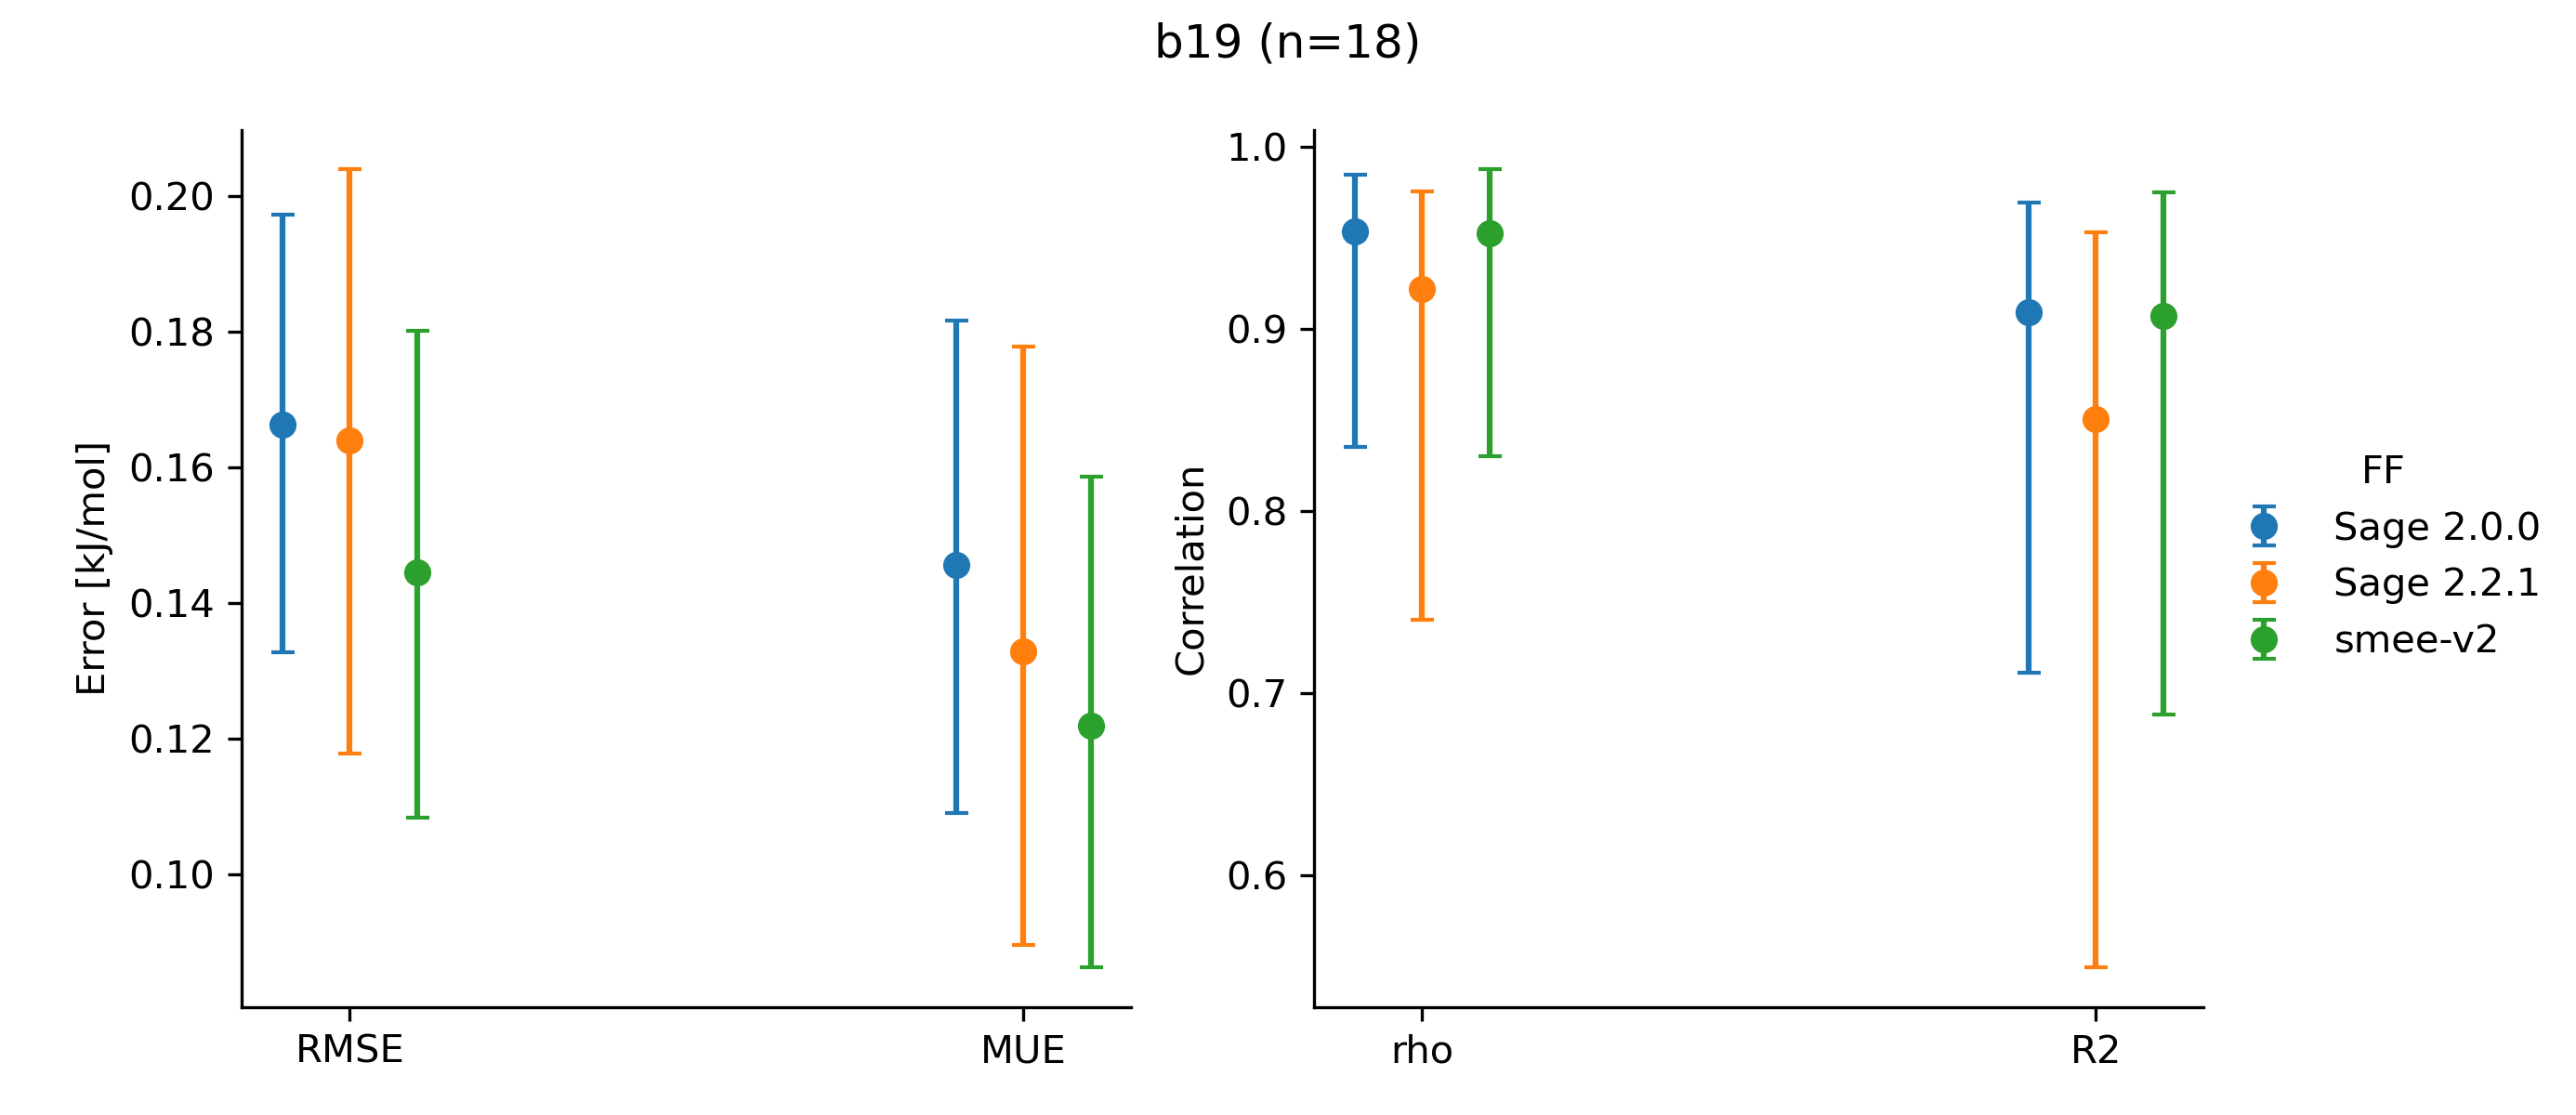 b19 (n=18)
Error [kJ/mol]
0.20
0.18
0.16
0.14
0.12
0.10
RMSE
MUE
Correlation
1.0
0.9
0.8
0.7
0.6
rho
R2
FF
Sage 2.0.0
Sage 2.2.1
smee-v2